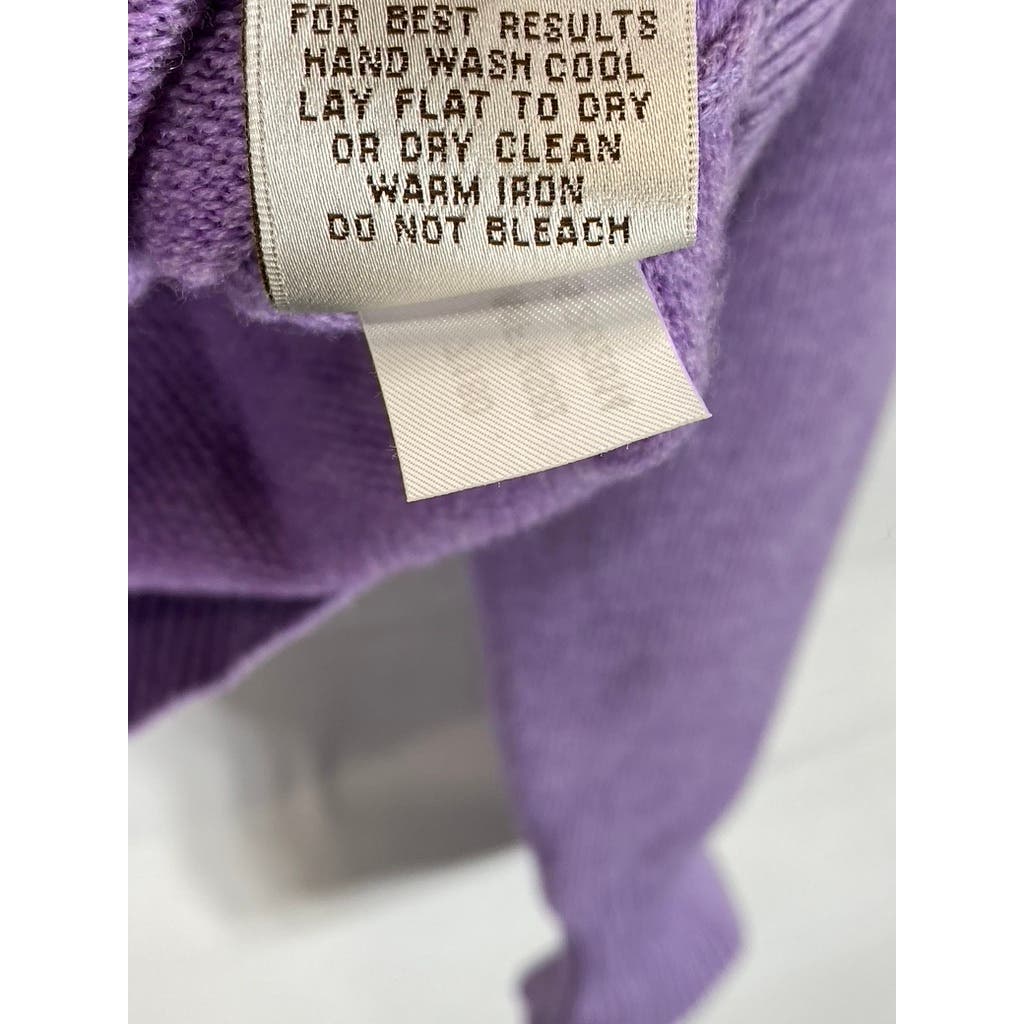 FOR BEST RESULTS
HAND WASH COOL
LAY FLAT TO DRY
OR DRY CLEAN
WARM IRON
DO NOT BLEACH